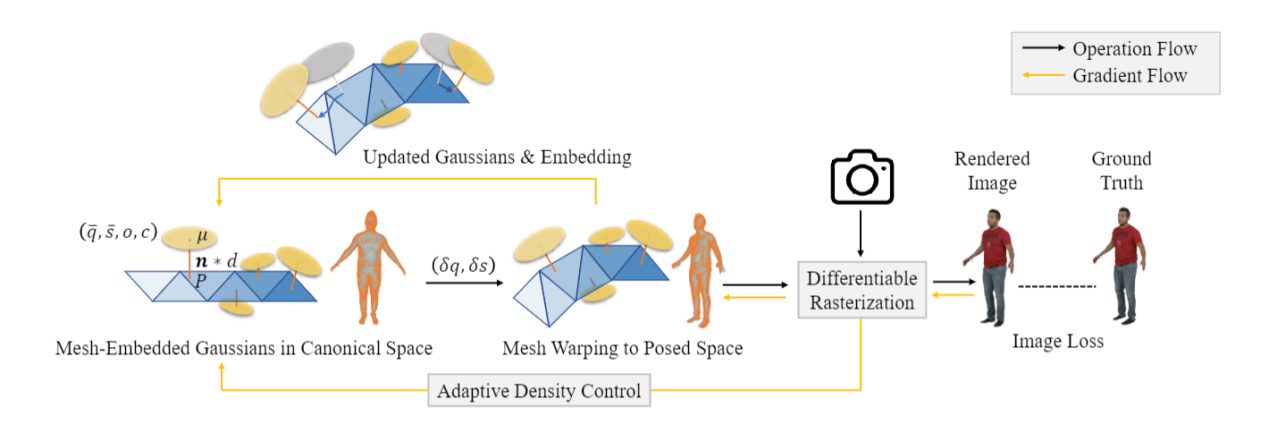 Operation Flow
Gradient Flow
Updated Gaussians & Embedding
Rendered
Image
Ground
Truth
(q̄, s̄, o, c)
μ
n * d
P
(δq, δs)
Differentiable
Rasterization
Mesh-Embedded Gaussians in Canonical Space
Mesh Warping to Posed Space
Image Loss
Adaptive Density Control